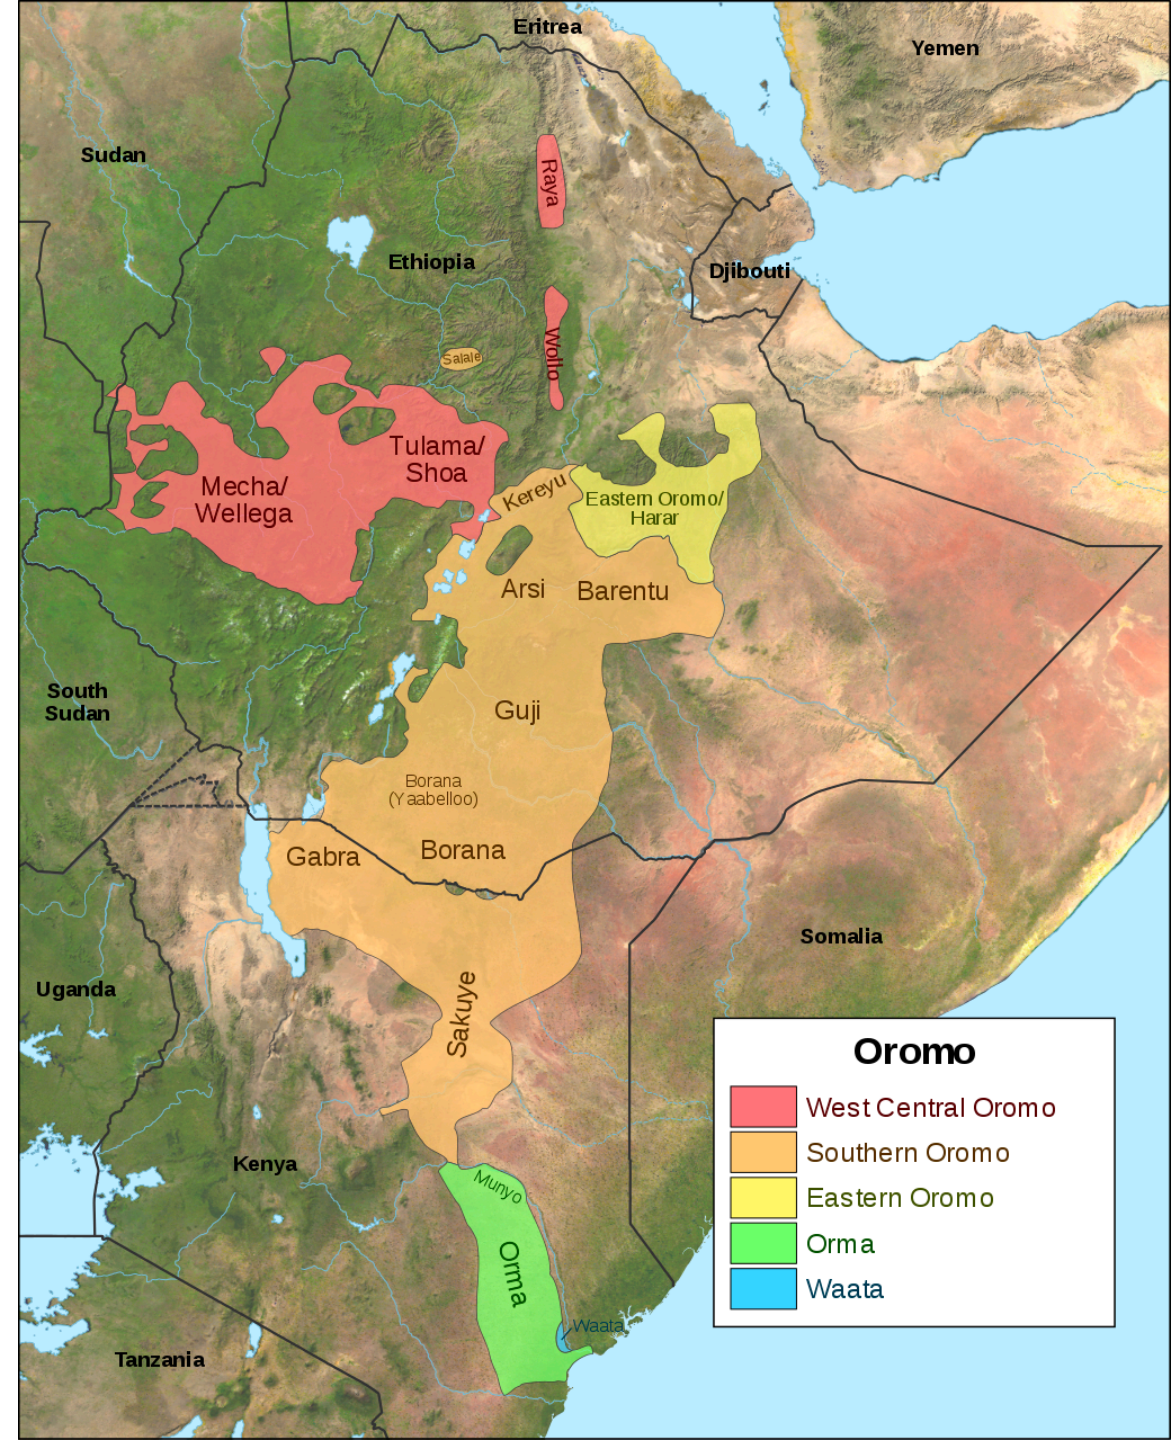 Eritrea
Yemen
Sudan
Raya
Ethiopia
Djibouti
Wollo
Salale
Tulama/
Shoa
Mecha/
Wellega
Kereyu
Eastern Oromo/
Harar
Arsi
Barentu
South
Sudan
Guji
Borana
(Yaabelloo)
Gabra
Borana
Somalia
Uganda
Sakuye
Kenya
Munyo
Orma
Waata
Tanzania
Oromo
West Central Oromo
Southern Oromo
Eastern Oromo
Orma
Waata